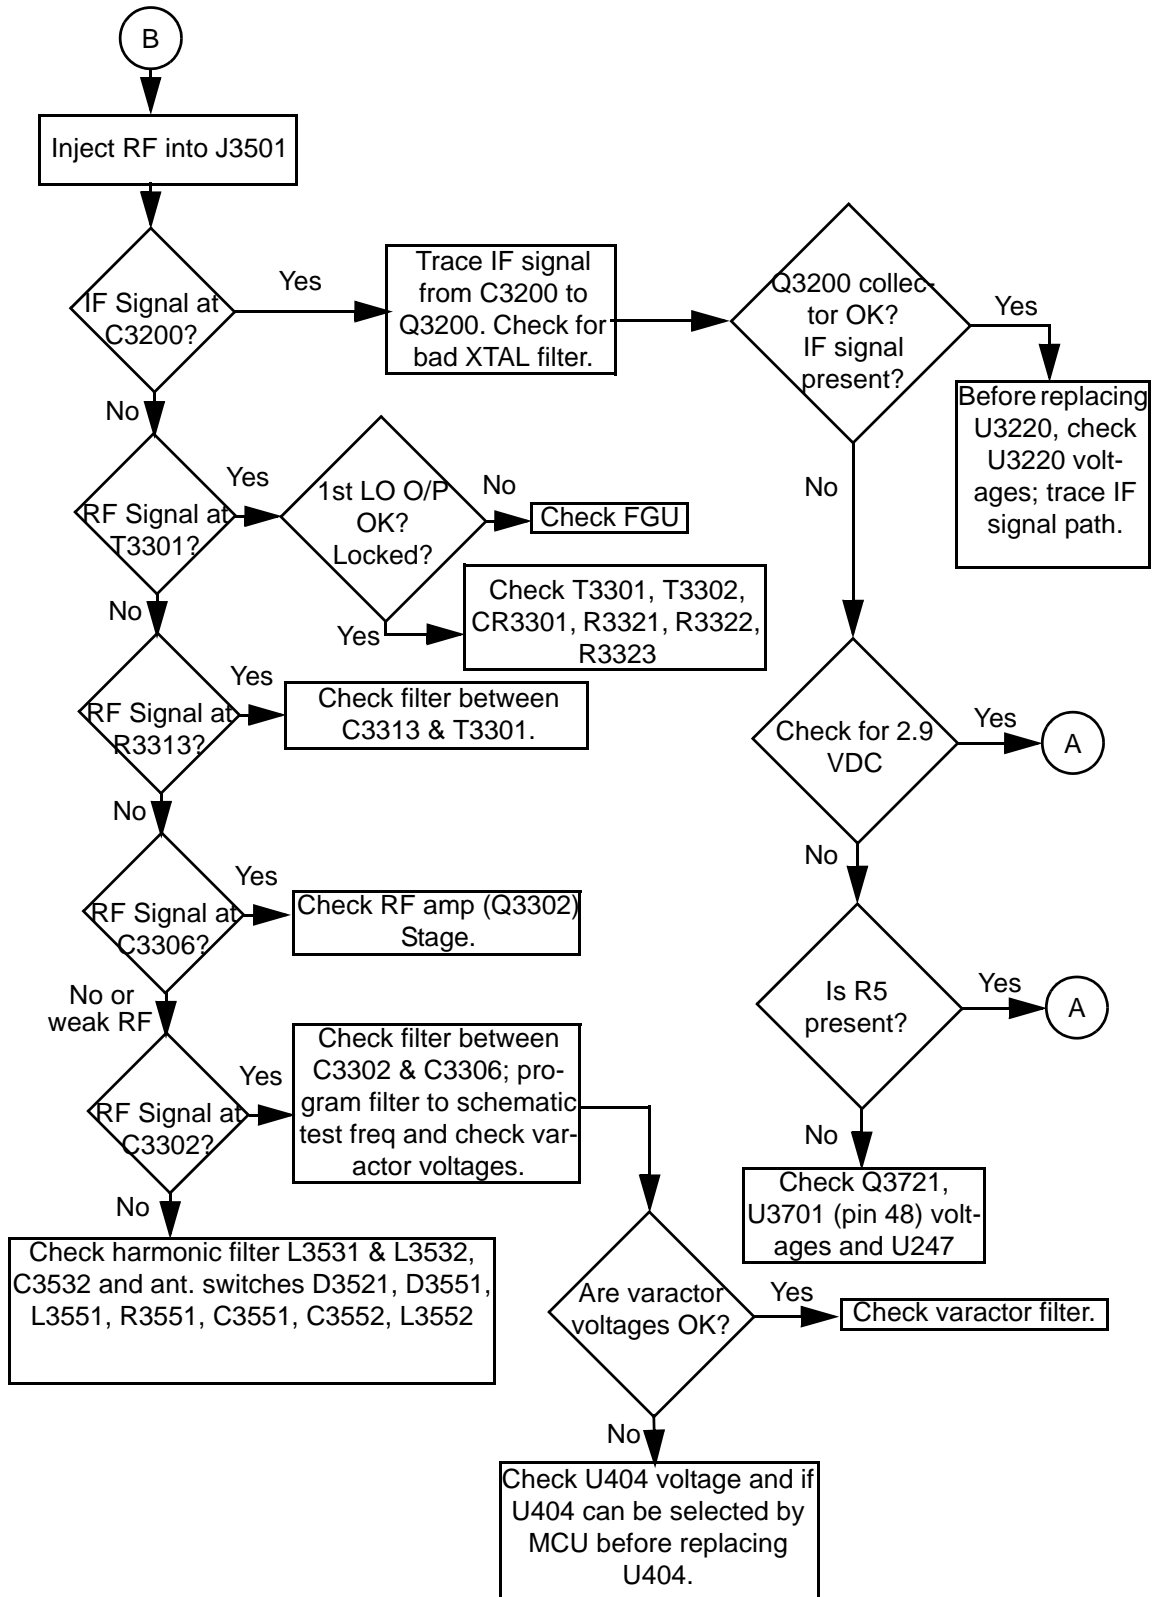 B
Inject RF into J3501
IF Signal at
C3200?
Yes
Trace IF signal
from C3200 to
Q3200. Check for
bad XTAL filter.
Q3200 collec-
tor OK?
IF signal
present?
Yes
Before replacing
U3220, check
U3220 volt-
ages; trace IF
signal path.
No
RF Signal at
T3301?
Yes
1st LO O/P
OK?
Locked?
No
Check FGU
Yes
Check T3301, T3302,
CR3301, R3321, R3322,
R3323
No
No
RF Signal at
R3313?
Yes
Check filter between
C3313 & T3301.
Check for 2.9
VDC
Yes
A
No
RF Signal at
C3306?
Yes
Check RF amp (Q3302)
Stage.
No
Is R5
present?
Yes
A
No or
weak RF
RF Signal at
C3302?
Yes
Check filter between
C3302 & C3306; pro-
gram filter to schematic
test freq and check var-
actor voltages.
No
Check Q3721,
U3701 (pin 48) volt-
ages and U247
No
Check harmonic filter L3531 & L3532,
C3532 and ant. switches D3521, D3551,
L3551, R3551, C3551, C3552, L3552
Are varactor
voltages OK?
Yes
Check varactor filter.
No
Check U404 voltage and if
U404 can be selected by
MCU before replacing
U404.